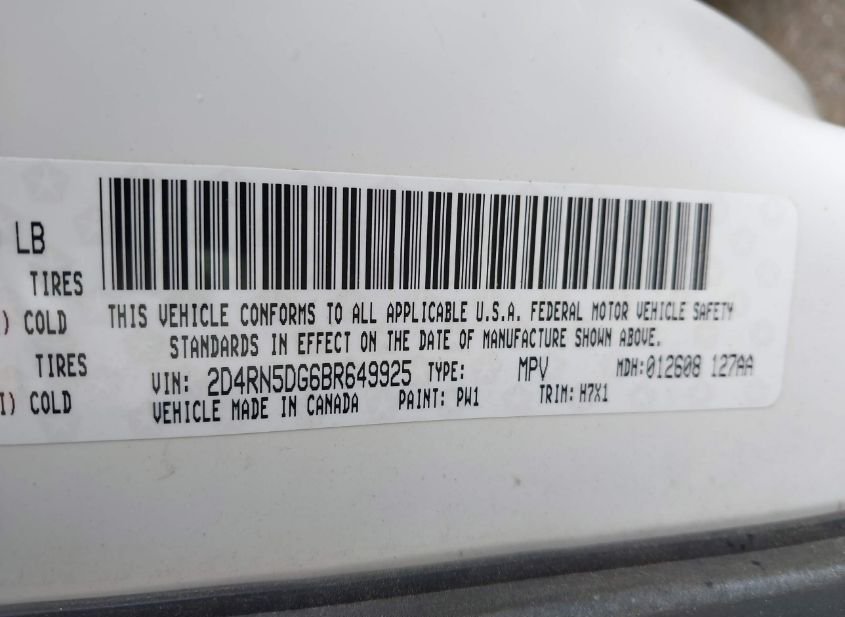 LB
TIRES
) COLD
TIRES
I) COLD
THIS VEHICLE CONFORMS TO ALL APPLICABLE U.S.A. FEDERAL MOTOR VEHICLE SAFETY
STANDARDS IN EFFECT ON THE DATE OF MANUFACTURE SHOWN ABOVE.
VIN: 2D4RN5DG6BR649925 TYPE: MPV MDH:012608 127AA
VEHICLE MADE IN CANADA PAINT: PW1 TRIM: H7X1